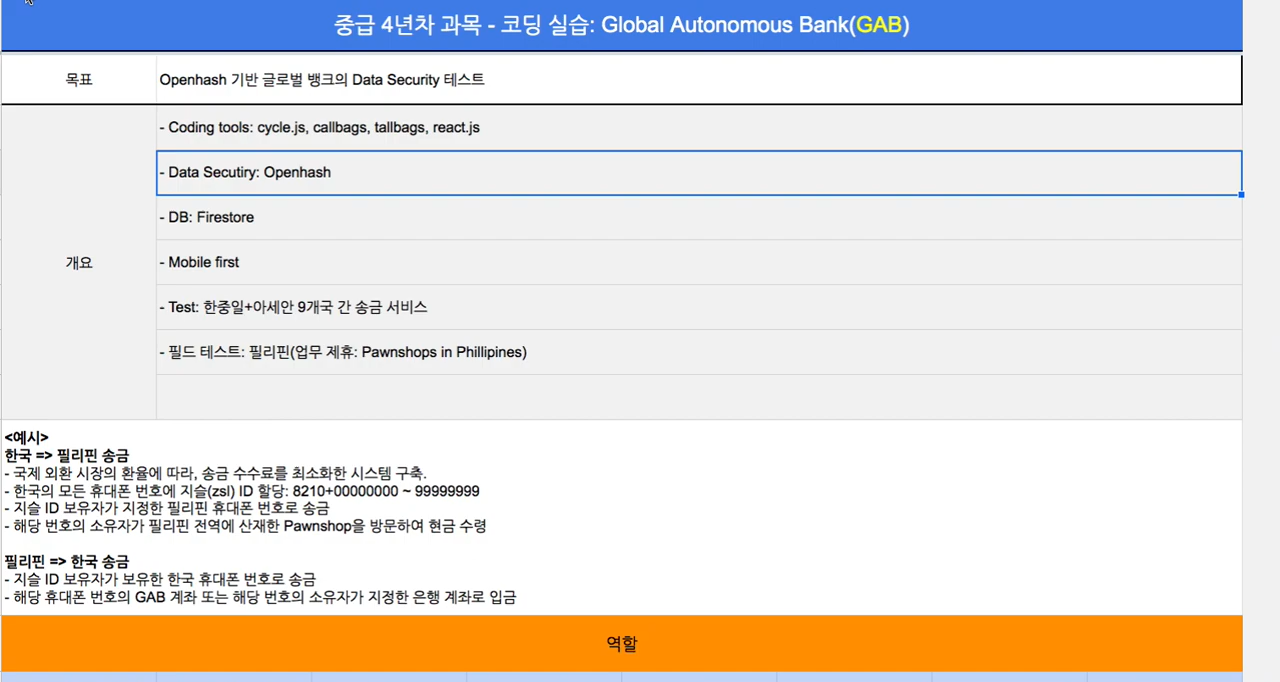 중급 4년차 과목 - 코딩 실습: Global Autonomous Bank(GAB)
목표
Openhash 기반 글로벌 뱅크의 Data Security 테스트
개요
- Coding tools: cycle.js, callbags, tallbags, react.js
- Data Secutiry: Openhash
- DB: Firestore
- Mobile first
- Test: 한중일+아세안 9개국 간 송금 서비스
- 필드 테스트: 필리핀(업무 제휴: Pawnshops in Phillipines)
<예시>
한국 => 필리핀 송금
- 국제 외환 시장의 환율에 따라, 송금 수수료를 최소화한 시스템 구축.
- 한국의 모든 휴대폰 번호에 지슬(zsl) ID 할당: 8210+00000000 ~ 99999999
- 지슬 ID 보유자가 지정한 필리핀 휴대폰 번호로 송금
- 해당 번호의 소유자가 필리핀 전역에 산재한 Pawnshop을 방문하여 현금 수령
필리핀 => 한국 송금
- 지슬 ID 보유자가 보유한 한국 휴대폰 번호로 송금
- 해당 휴대폰 번호의 GAB 계좌 또는 해당 번호의 소유자가 지정한 은행 계좌로 입금
역할